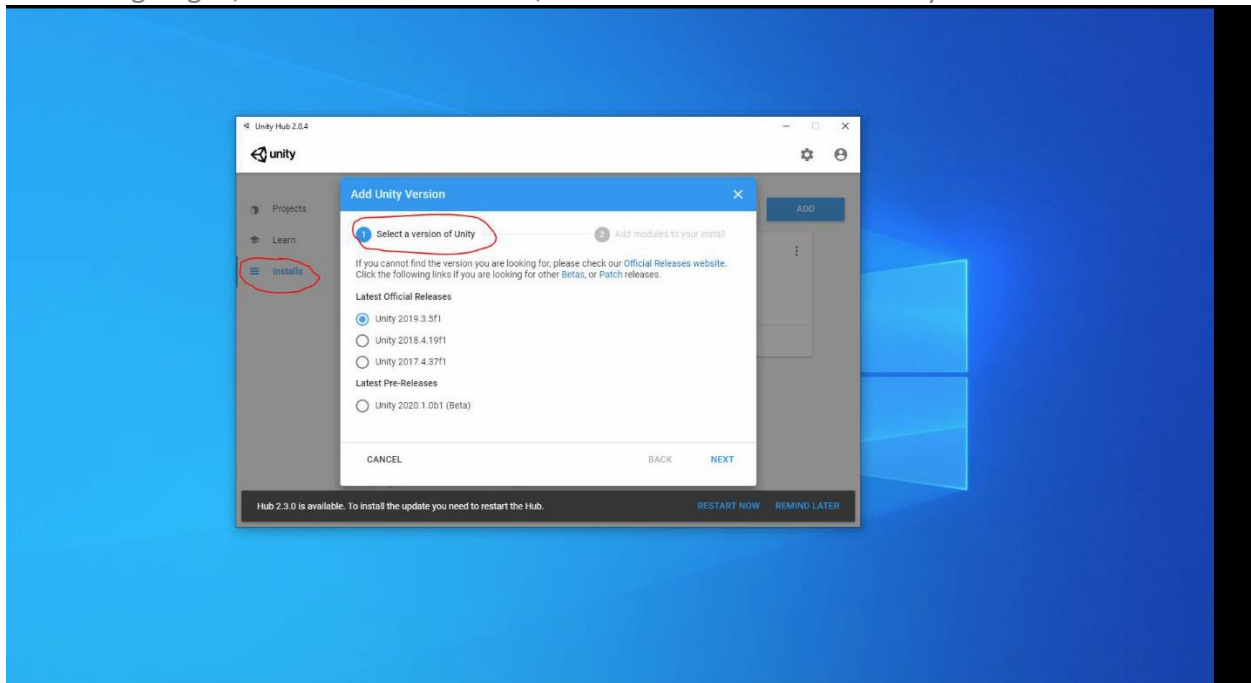 Unity Hub 2.0.4
unity
Projects
Learn
Installs
ADD
Add Unity Version
1 Select a version of Unity
2 Add modules to your install
If you cannot find the version you are looking for, please check our Official Releases website.
Click the following links if you are looking for other Betas, or Patch releases.
Latest Official Releases
Unity 2019.3.5f1
Unity 2018.4.19f1
Unity 2017.4.37f1
Latest Pre-Releases
Unity 2020.1.0b1 (Beta)
CANCEL
BACK
NEXT
Hub 2.3.0 is available. To install the update you need to restart the Hub.
RESTART NOW
REMIND LATER